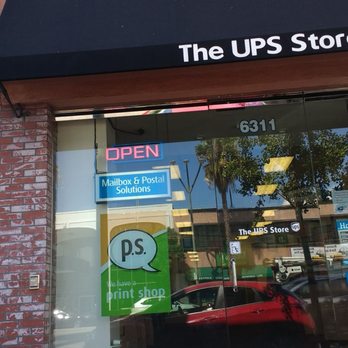 The UPS Store
6311
OPEN
Mailbox & Postal
Solutions
p.s.
We have a
print shop
The UPS Store